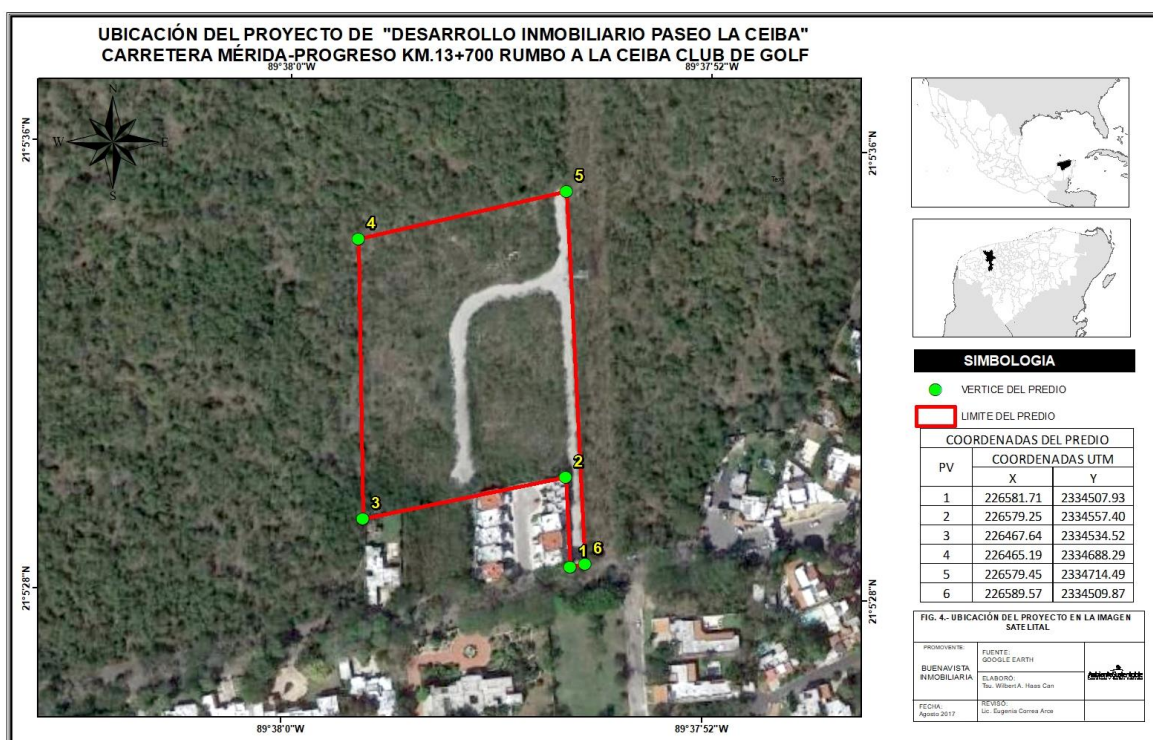 UBICACIÓN DEL PROYECTO DE "DESARROLLO INMOBILIARIO PASEO LA CEIBA"
CARRETERA MÉRIDA-PROGRESO KM.13+700 RUMBO A LA CEIBA CLUB DE GOLF
89°38'0"W 89°37'52"W
21°5'36"N 21°5'36"N
N
W E
S
5
4
2
3
1 6
21°5'28"N 21°5'28"N
89°38'0"W 89°37'52"W
SIMBOLOGIA
VERTICE DEL PREDIO
LIMITE DEL PREDIO
COORDENADAS DEL PREDIO
PV COORDENADAS UTM
X Y
1 226581.71 2334507.93
2 226579.25 2334557.40
3 226467.64 2334534.52
4 226465.19 2334688.29
5 226579.45 2334714.49
6 226589.57 2334509.87
FIG. 4.- UBICACIÓN DEL PROYECTO EN LA IMAGEN
SATELITAL
PROMOVENTE:
BUENAVISTA
INMOBILIARIA
FUENTE:
GOOGLE EARTH
ELABORÓ:
Tsu. Wilbert A. Haas Can
FECHA:
Agosto 2017
REVISÓ:
Lic. Eugenia Correa Arce